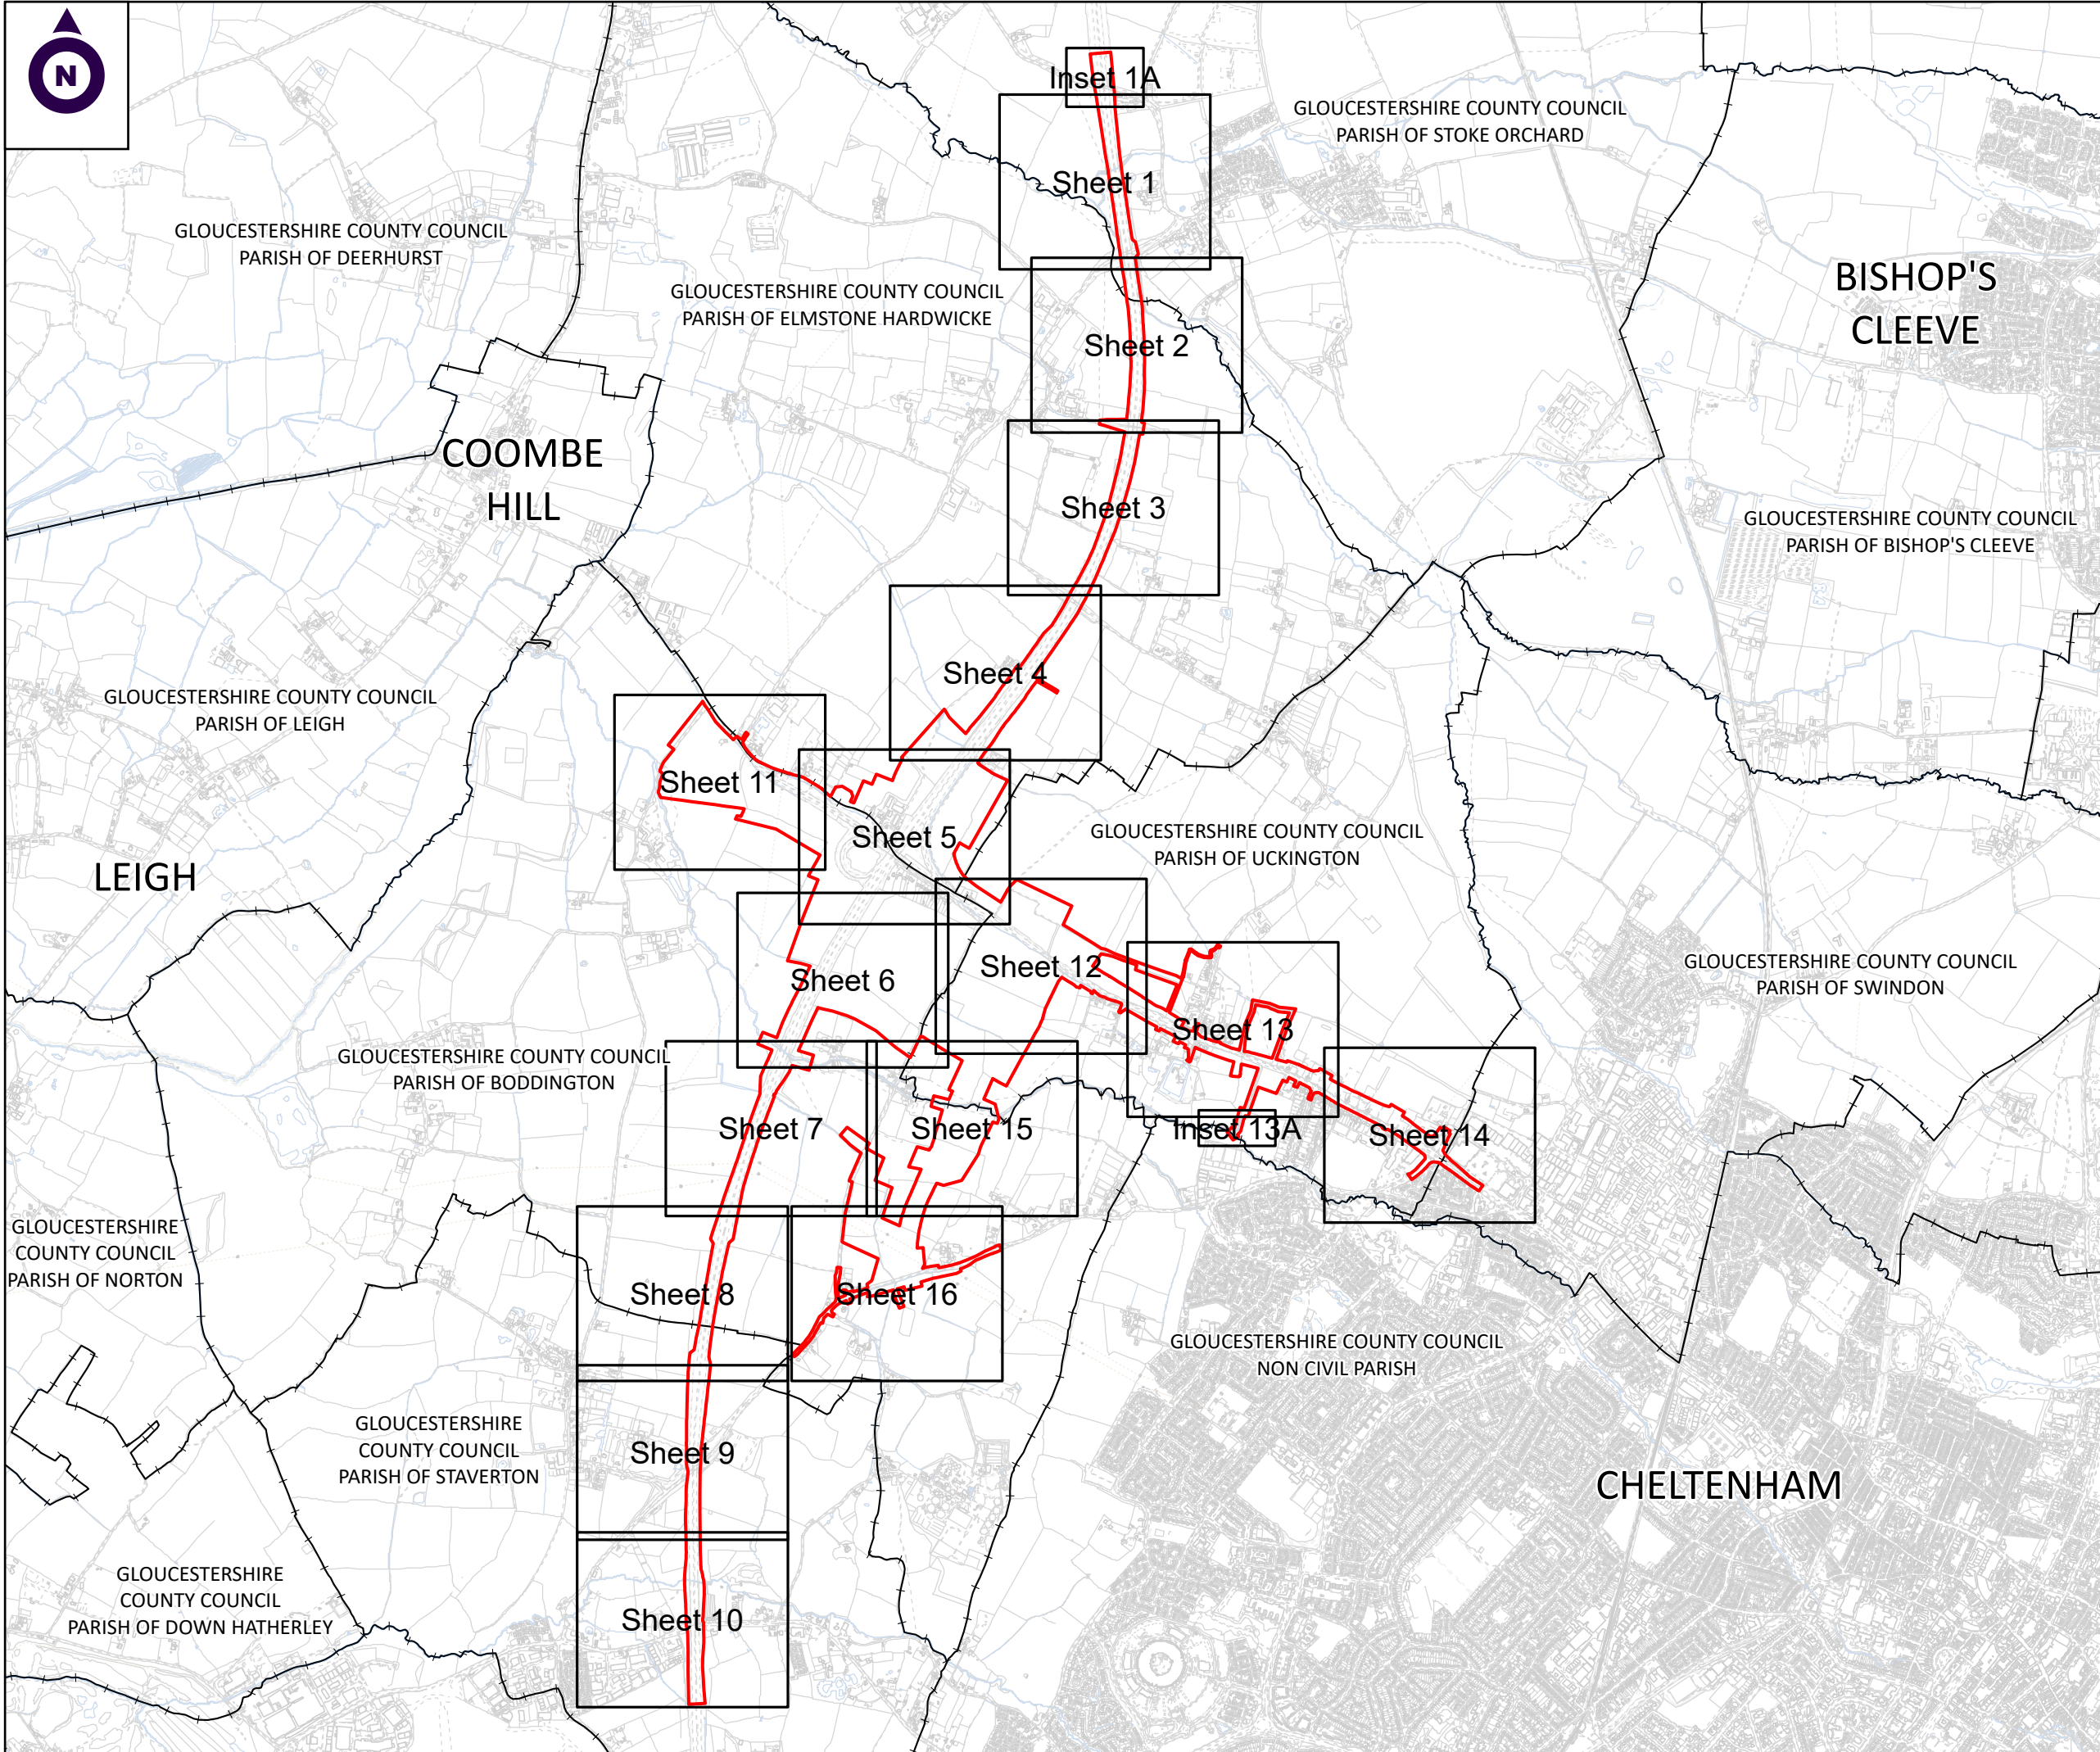 N
Inset 1A
GLOUCESTERSHIRE COUNTY COUNCIL
PARISH OF STOKE ORCHARD
Sheet 1
GLOUCESTERSHIRE COUNTY COUNCIL
PARISH OF DEERHURST
GLOUCESTERSHIRE COUNTY COUNCIL
PARISH OF ELMSTONE HARDWICKE
BISHOP'S
CLEEVE
Sheet 2
COOMBE
HILL
Sheet 3
GLOUCESTERSHIRE COUNTY COUNCIL
PARISH OF BISHOP'S CLEEVE
Sheet 4
GLOUCESTERSHIRE COUNTY COUNCIL
PARISH OF LEIGH
Sheet 11
Sheet 5
GLOUCESTERSHIRE COUNTY COUNCIL
PARISH OF UCKINGTON
LEIGH
Sheet 6
Sheet 12
GLOUCESTERSHIRE COUNTY COUNCIL
PARISH OF SWINDON
Sheet 13
GLOUCESTERSHIRE COUNTY COUNCIL
PARISH OF BODDINGTON
Sheet 7
Sheet 15
Inset 13A
Sheet 14
GLOUCESTERSHIRE
COUNTY COUNCIL
PARISH OF NORTON
Sheet 8
Sheet 16
GLOUCESTERSHIRE COUNTY COUNCIL
NON CIVIL PARISH
GLOUCESTERSHIRE
COUNTY COUNCIL
PARISH OF STAVERTON
Sheet 9
CHELTENHAM
GLOUCESTERSHIRE
COUNTY COUNCIL
PARISH OF DOWN HATHERLEY
Sheet 10